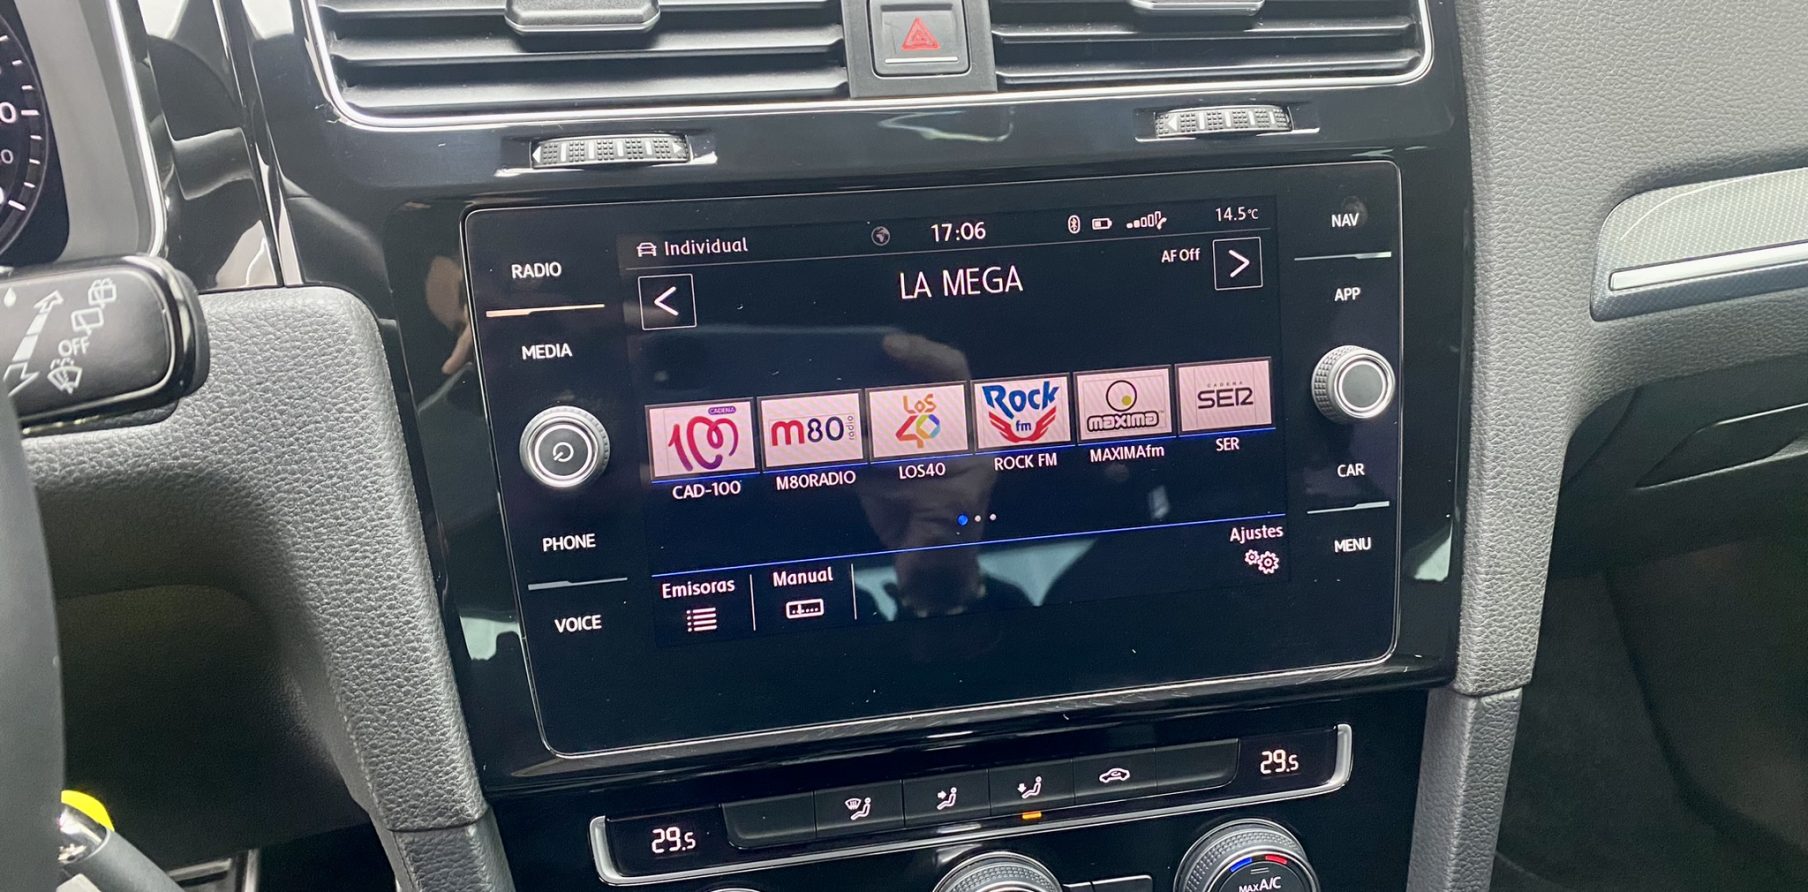 OFF
RADIO
MEDIA
PHONE
VOICE
Individual
17:06
14.5°C
AF Off
LA MEGA
<
>
CADENA
100
m80 radio
LOS
40
Rock
fm
maxima
CADENA
SER
CAD-100
M80RADIO
LOS40
ROCK FM
MAXIMAfm
SER
Emisoras
Manual
Ajustes
NAV
APP
CAR
MENU
29.5
29.5
MAX A/C